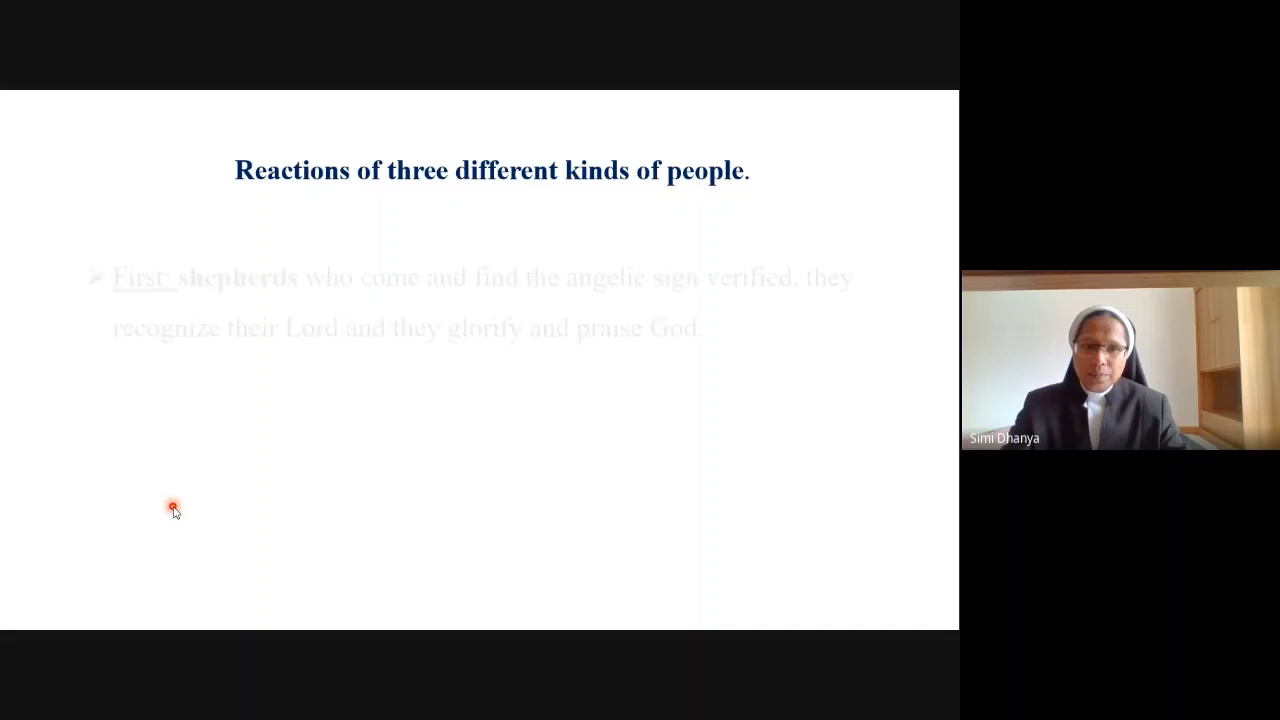 Reactions of three different kinds of people.
➤ First: shepherds who come and find the angelic sign verified, they
recognize their Lord and they glorify and praise God.
Simi Dhanya